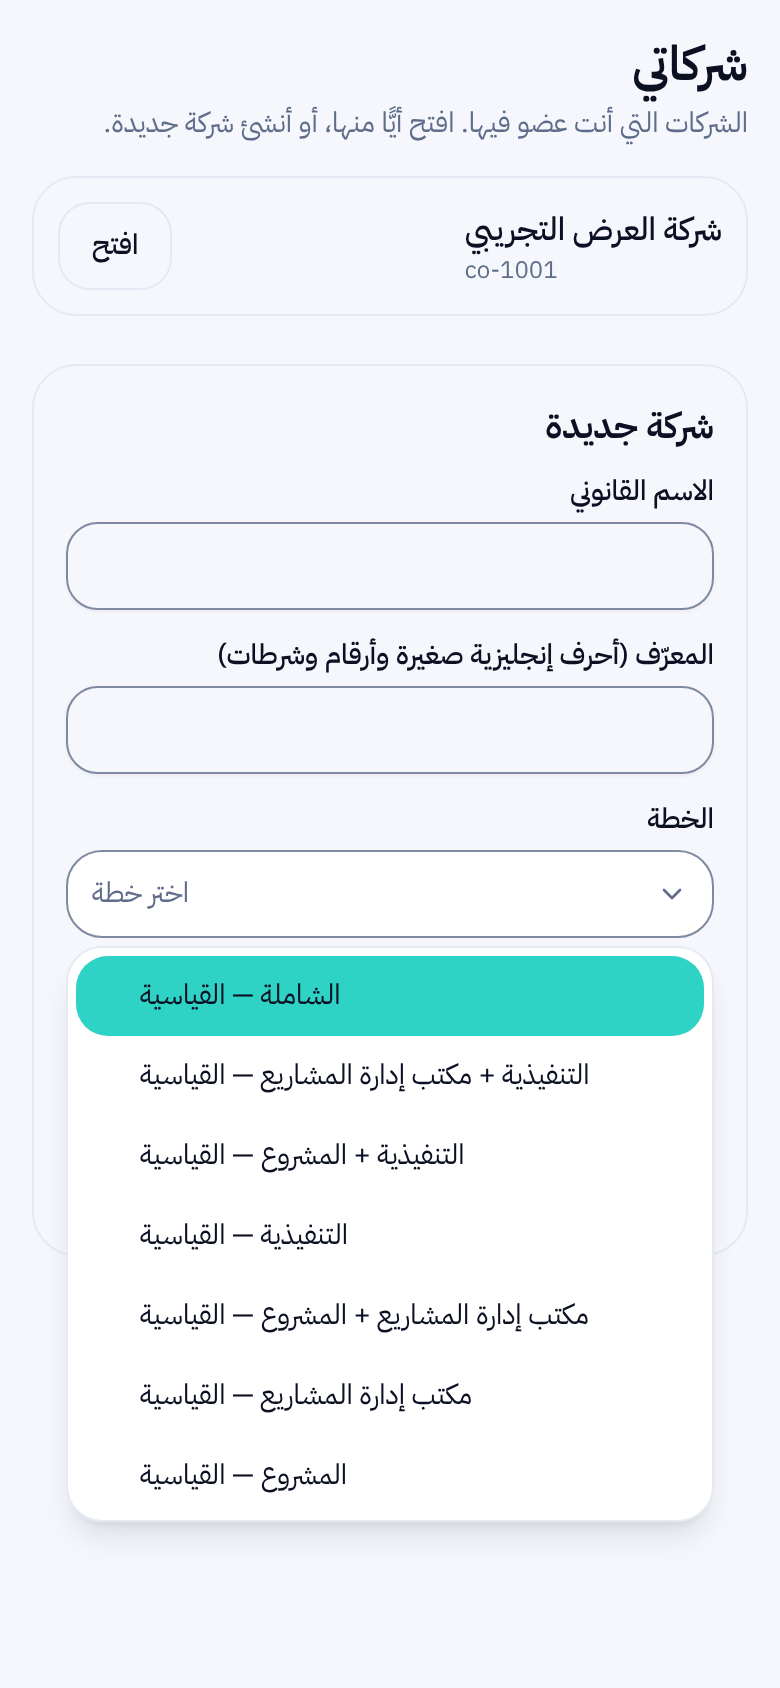 شركاتي
الشركات التي أنت عضو فيها. افتح أيًّا منها، أو أنشئ شركة جديدة.
شركة العرض التجريبي
co-1001
افتح
شركة جديدة
الاسم القانوني
المعرّف (أحرف إنجليزية صغيرة وأرقام وشرطات)
الخطة
اختر خطة
الشاملة — القياسية
التنفيذية + مكتب إدارة المشاريع — القياسية
التنفيذية + المشروع — القياسية
التنفيذية — القياسية
مكتب إدارة المشاريع + المشروع — القياسية
مكتب إدارة المشاريع — القياسية
المشروع — القياسية